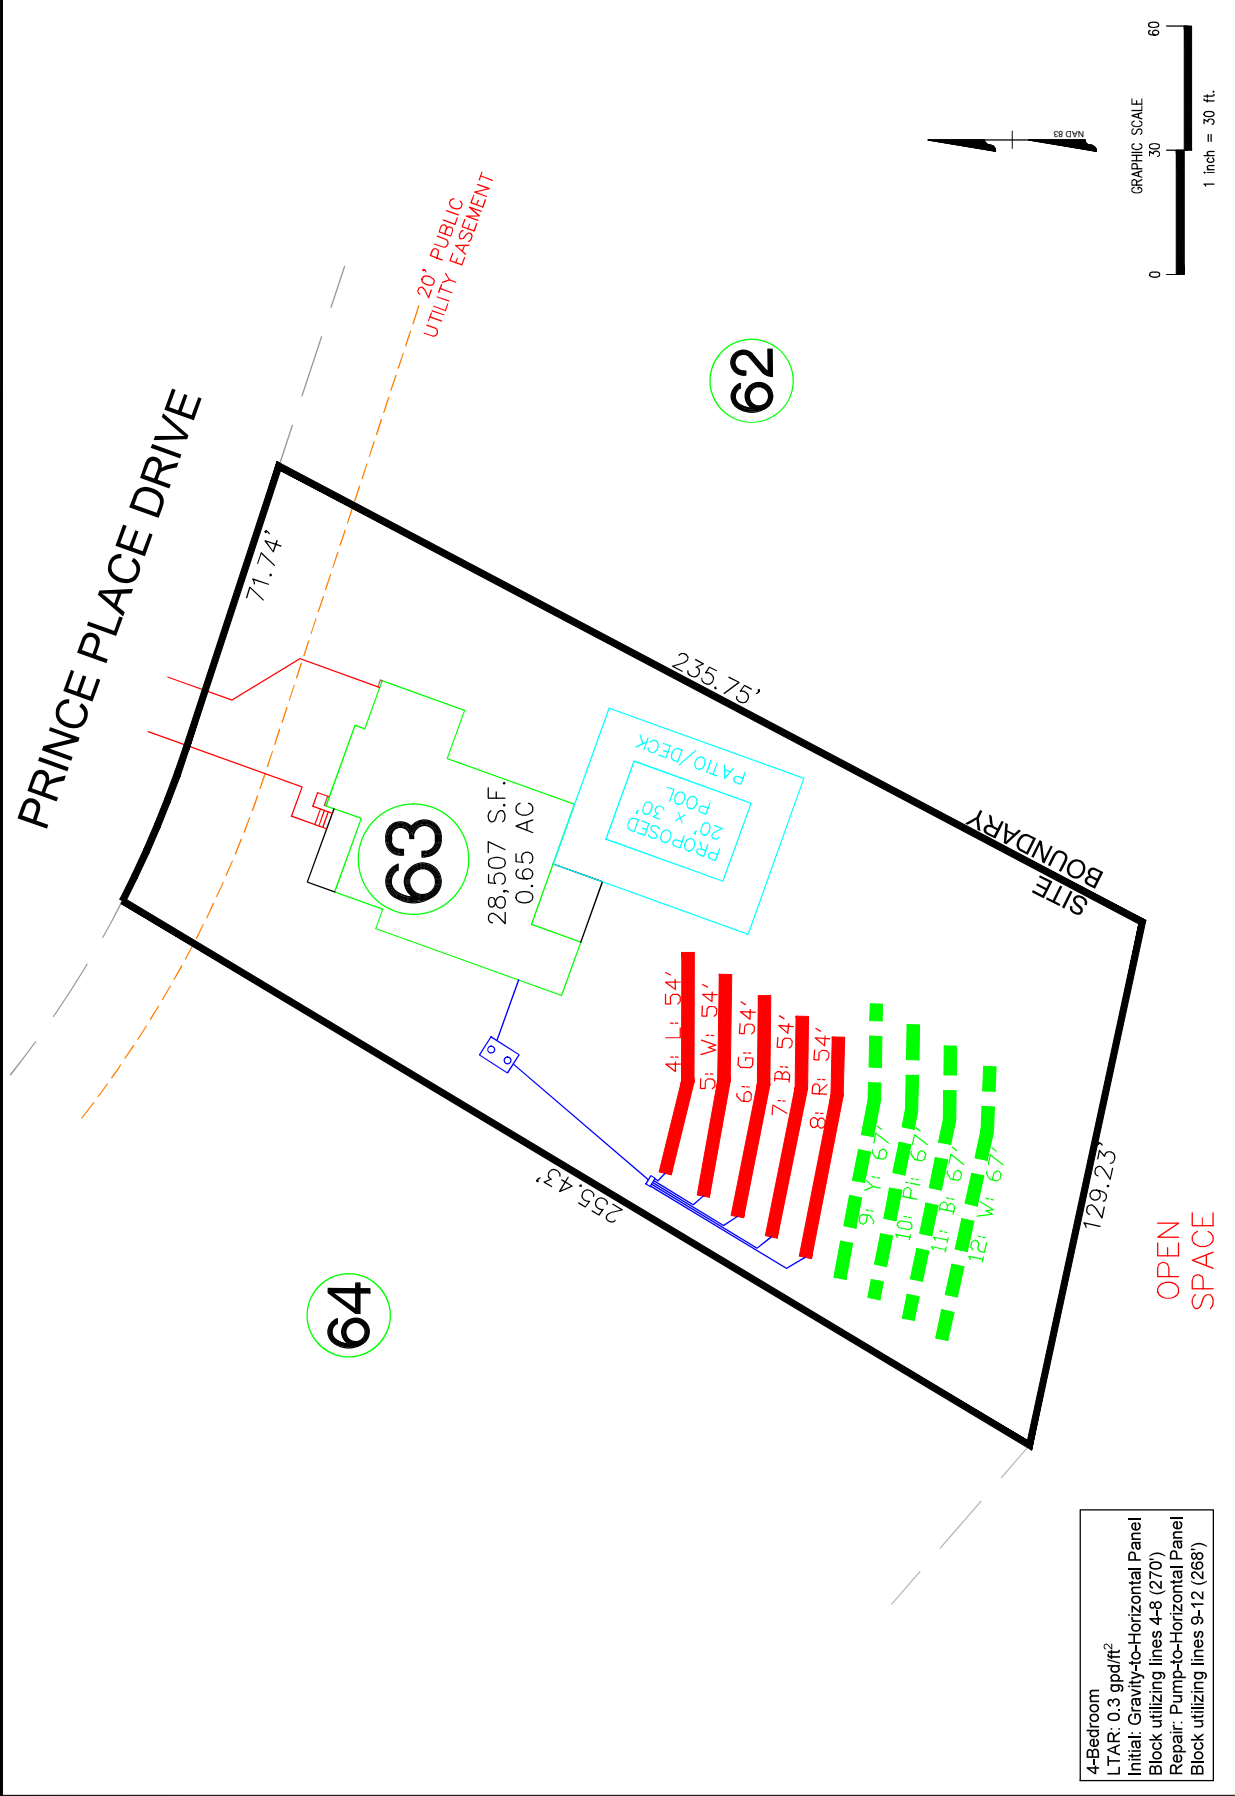 PRINCE PLACE DRIVE
71.74'
20' PUBLIC
UTILITY EASEMENT
62
63
28,507 S.F.
0.65 AC
235.75'
PATIO/DECK
PROPOSED
20' x 30'
POOL
SITE
BOUNDARY
255.43'
64
4: L: 54'
5: W: 54'
6: G: 54'
7: B: 54'
8: R: 54'
9: Y: 67'
10: Pi: 67'
11: B: 67'
12: W: 67'
129.23'
OPEN
SPACE
NAD 83
GRAPHIC SCALE
0 30 60
1 inch = 30 ft.
4-Bedroom
LTAR: 0.3 gpd/ft²
Initial: Gravity-to-Horizontal Panel
Block utilizing lines 4-8 (270')
Repair: Pump-to-Horizontal Panel
Block utilizing lines 9-12 (268')